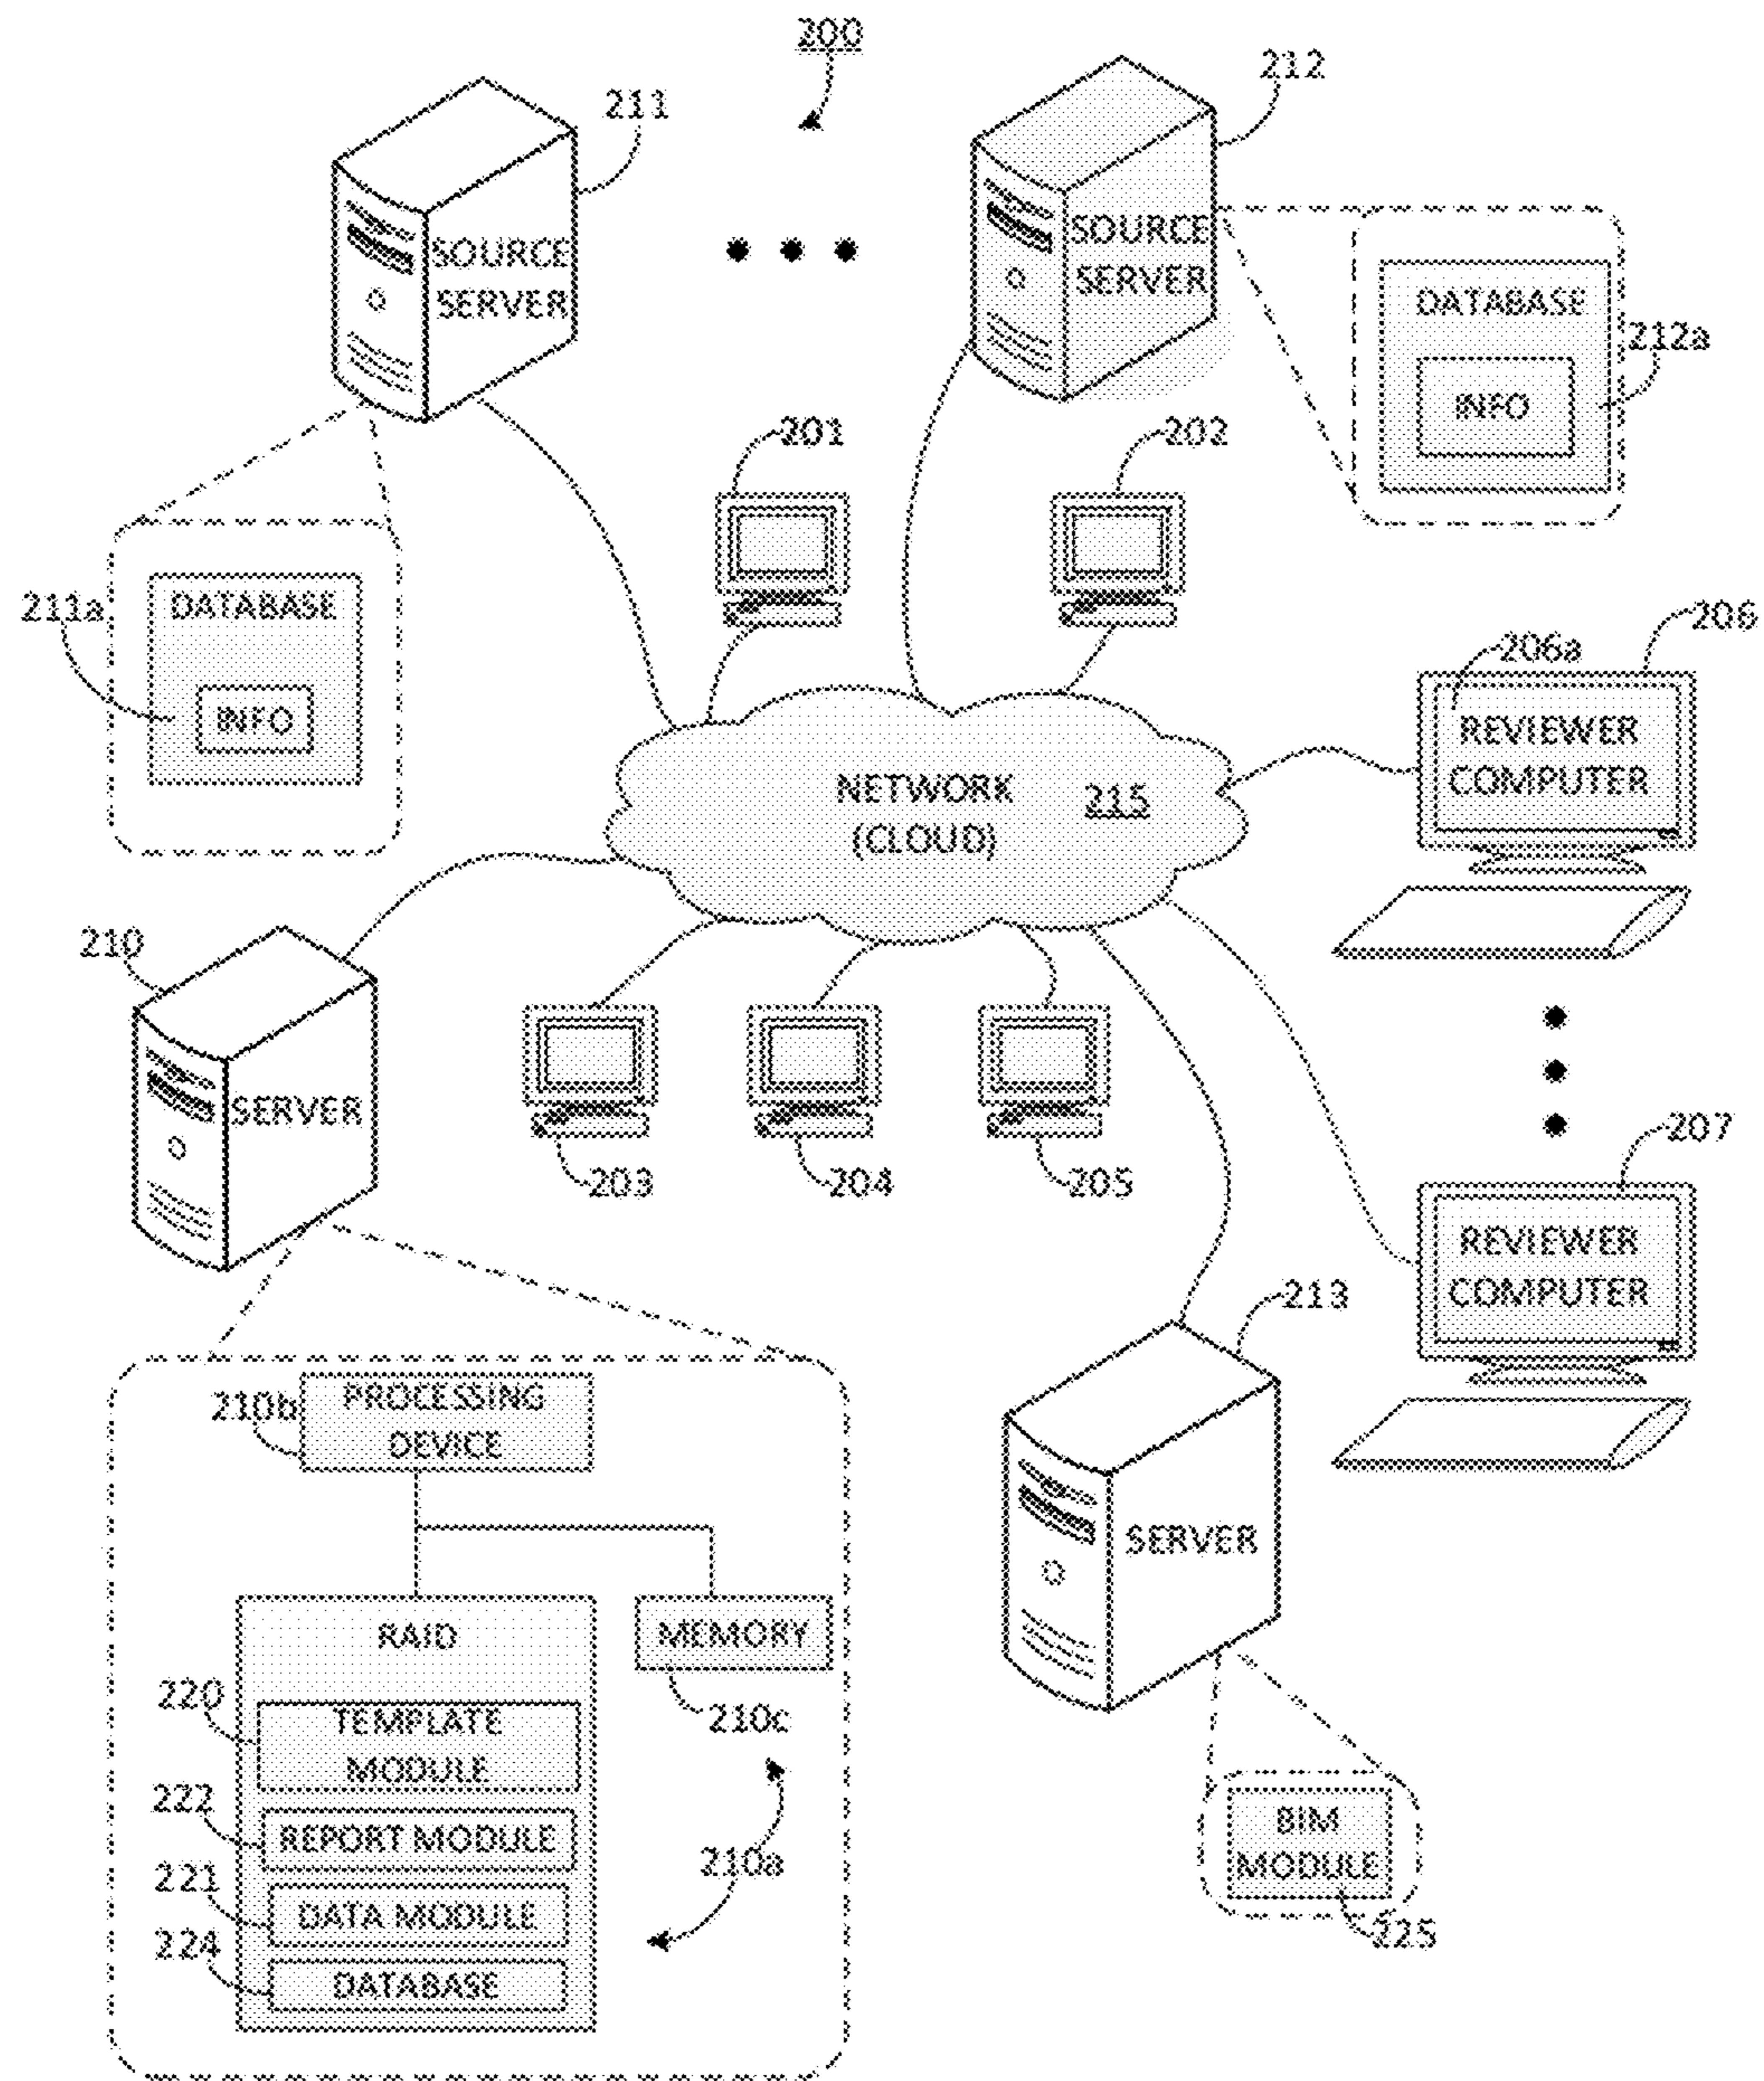 200
211
212
SOURCE
SERVER
SOURCE
SERVER
DATABASE
INFO
212a
201
202
211a
DATABASE
INFO
206
206a
REVIEWER
COMPUTER
NETWORK
(CLOUD)
215
210
SERVER
203
204
205
207
REVIEWER
COMPUTER
213
SERVER
210b
PROCESSING
DEVICE
RAID
MEMORY
210c
220
TEMPLATE
MODULE
222
REPORT MODULE
221
DATA MODULE
224
DATABASE
210a
BIM
MODULE
225